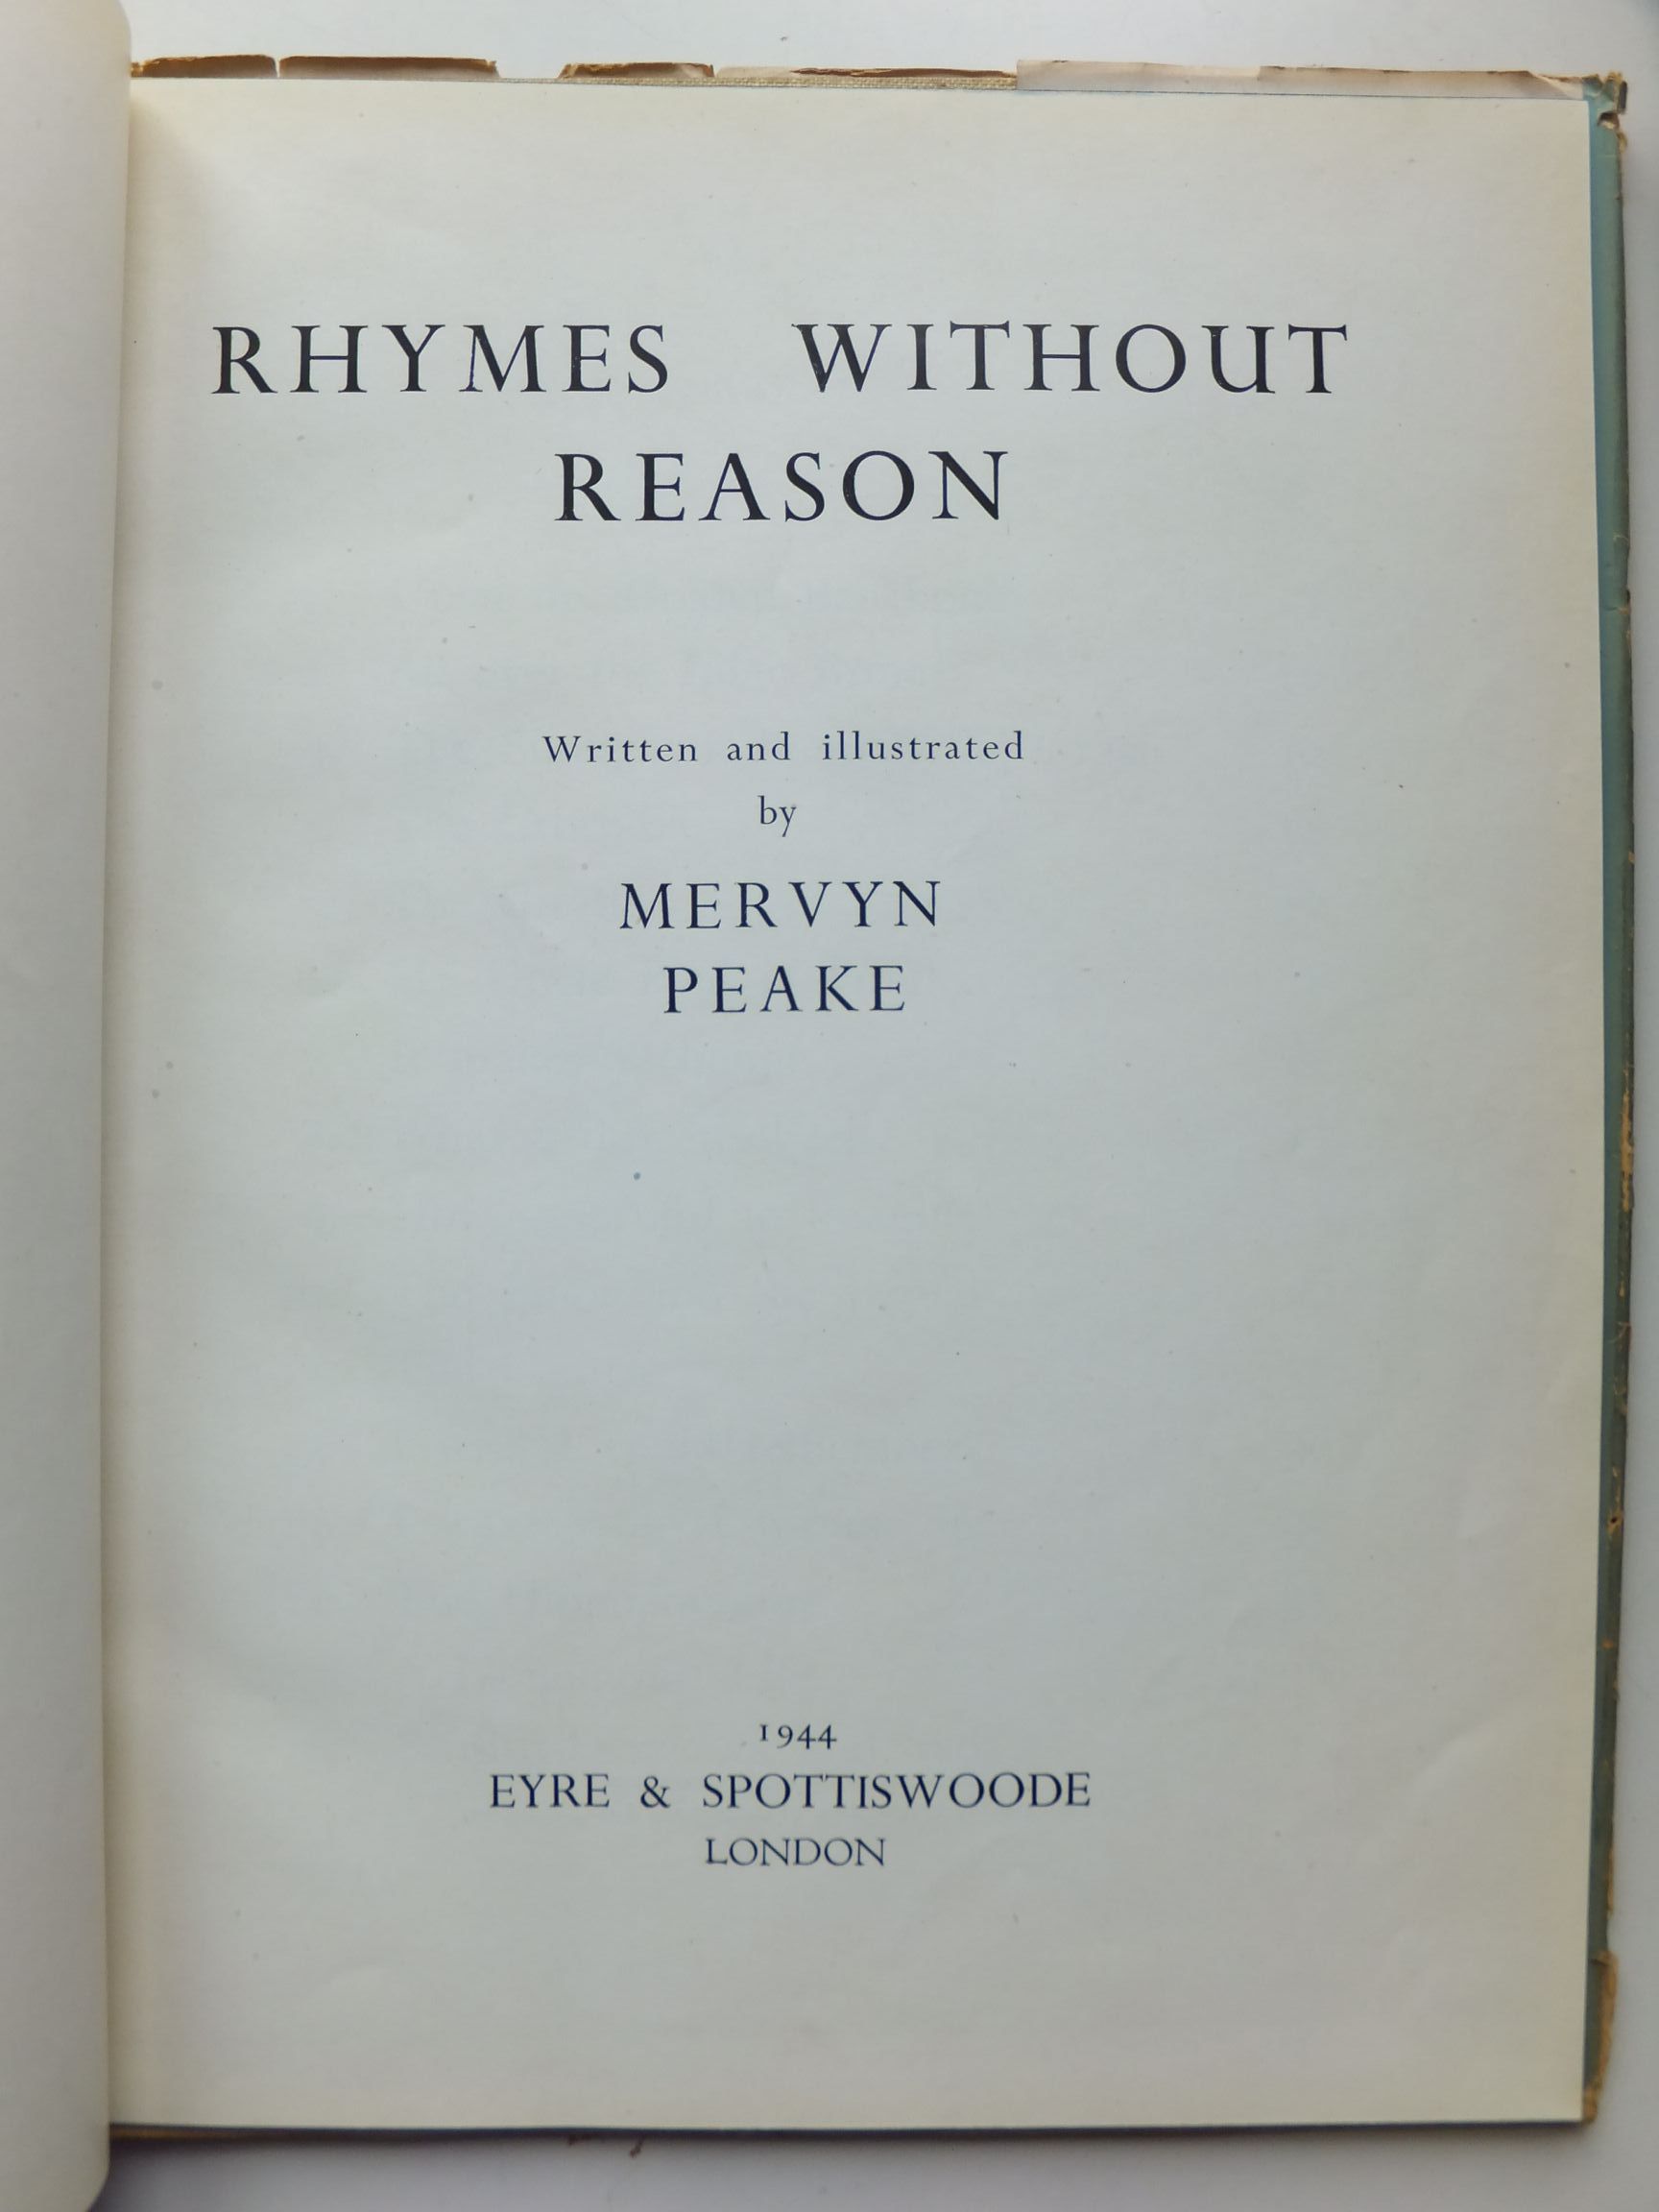 RHYMES WITHOUT
REASON
Written and illustrated
by
MERVYN
PEAKE
1944
EYRE & SPOTTISWOODE
LONDON